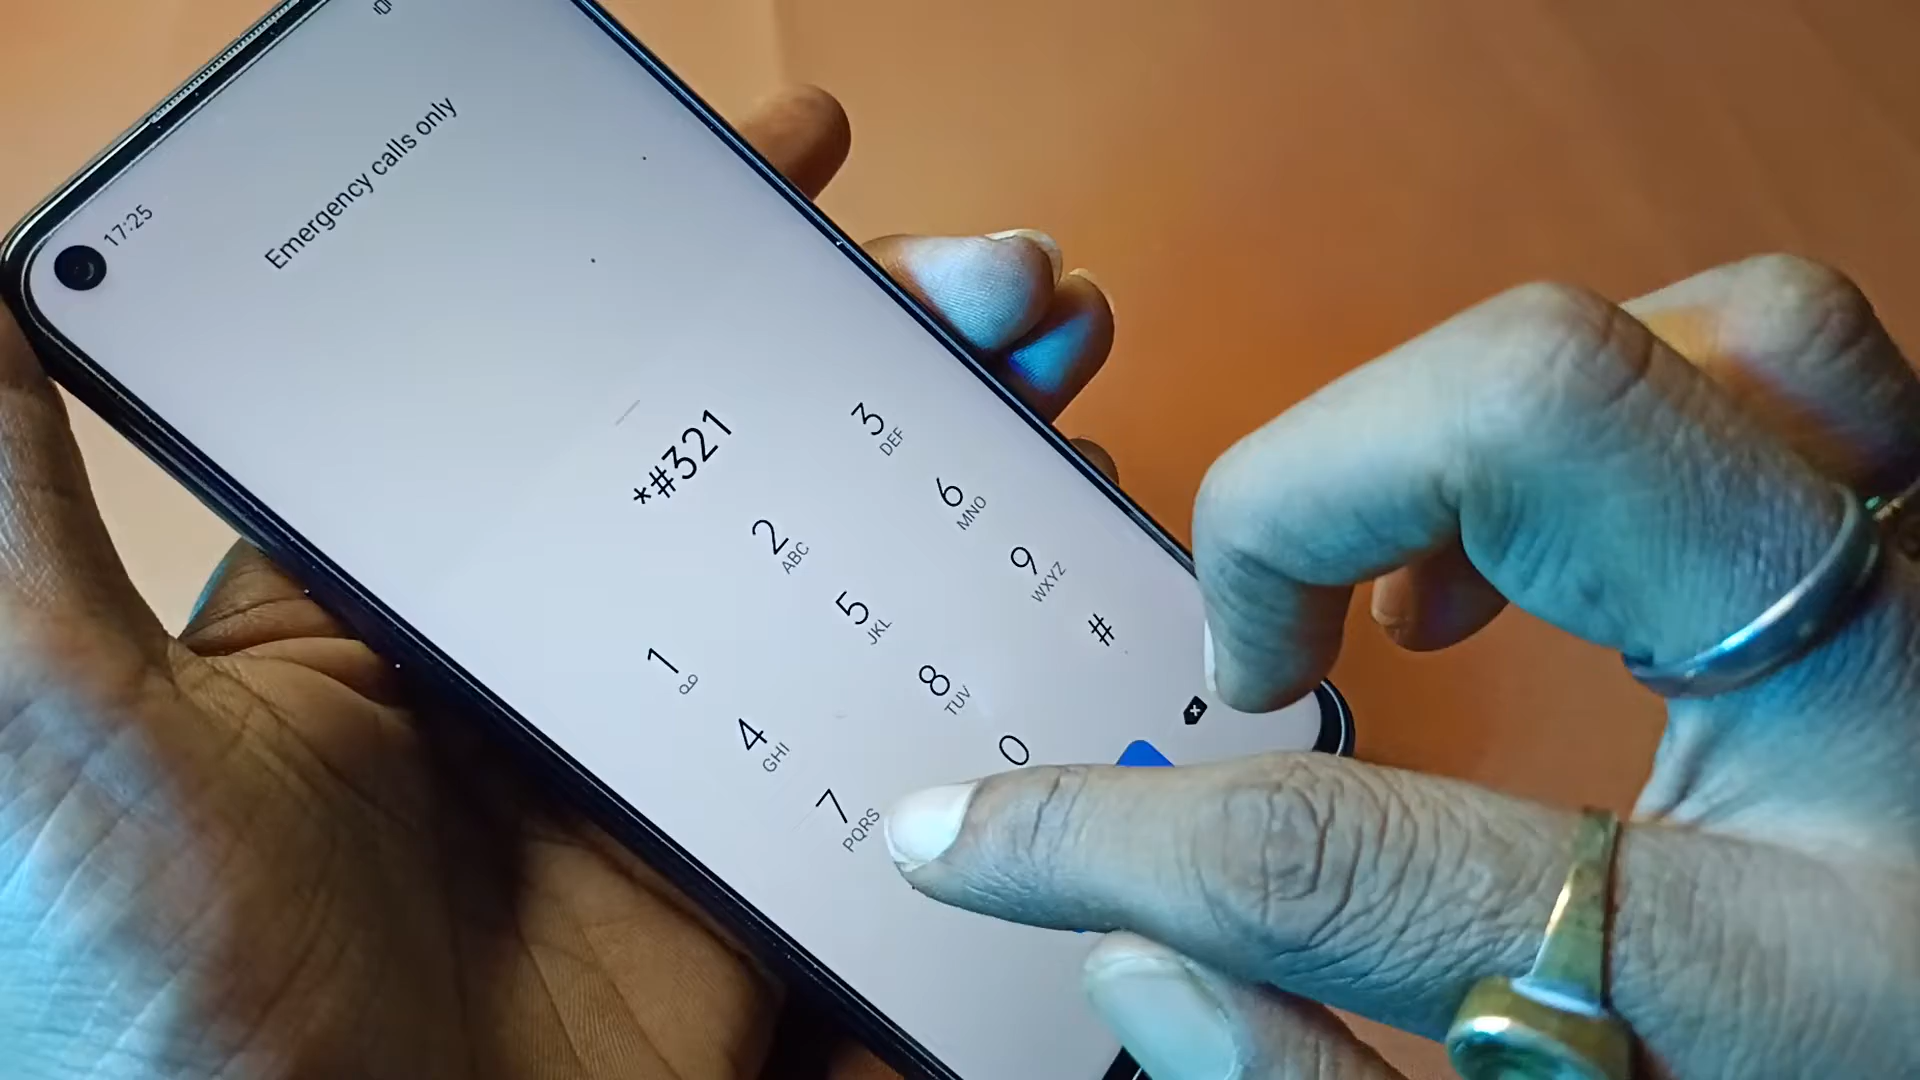 17:25
Emergency calls only
*#321
1
2
ABC
3
DEF
4
GHI
5
JKL
6
MNO
7
PQRS
8
TUV
9
WXYZ
0
#